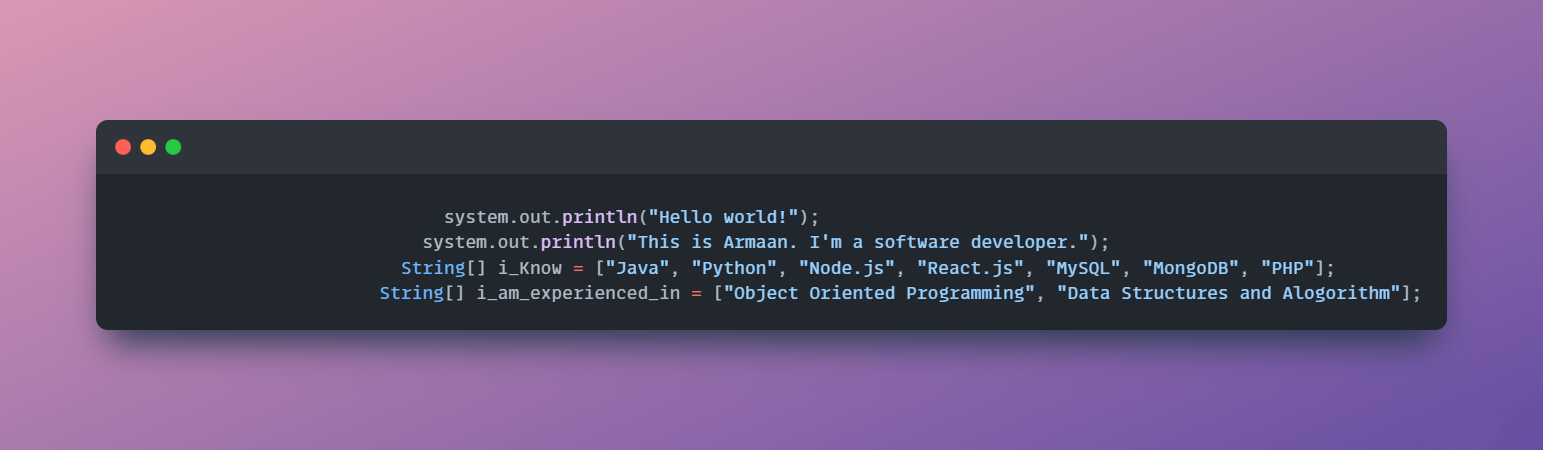 system.out.println("Hello world!");
system.out.println("This is Armaan. I'm a software developer.");
String[] i_Know = ["Java", "Python", "Node.js", "React.js", "MySQL", "MongoDB", "PHP"];
String[] i_am_experienced_in = ["Object Oriented Programming", "Data Structures and Alogorithm"];